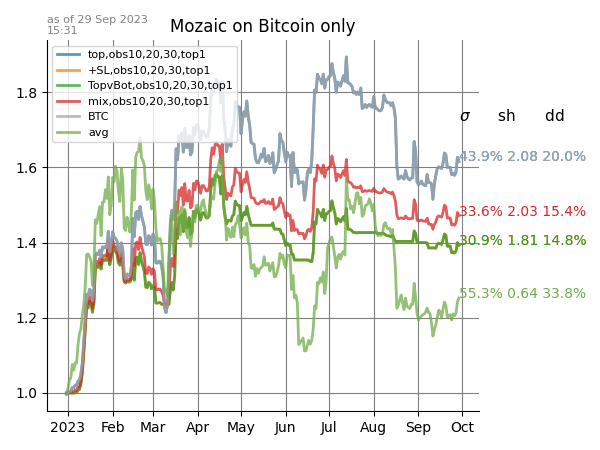 as of 29 Sep 2023
15:31
Mozaic on Bitcoin only
top,obs10,20,30,top1
+SL,obs10,20,30,top1
TopvBot,obs10,20,30,top1
mix,obs10,20,30,top1
BTC
avg
σ sh dd
43.9% 2.08 20.0%
33.6% 2.03 15.4%
30.9% 1.81 14.8%
55.3% 0.64 33.8%
1.8
1.6
1.4
1.2
1.0
2023 Feb Mar Apr May Jun Jul Aug Sep Oct